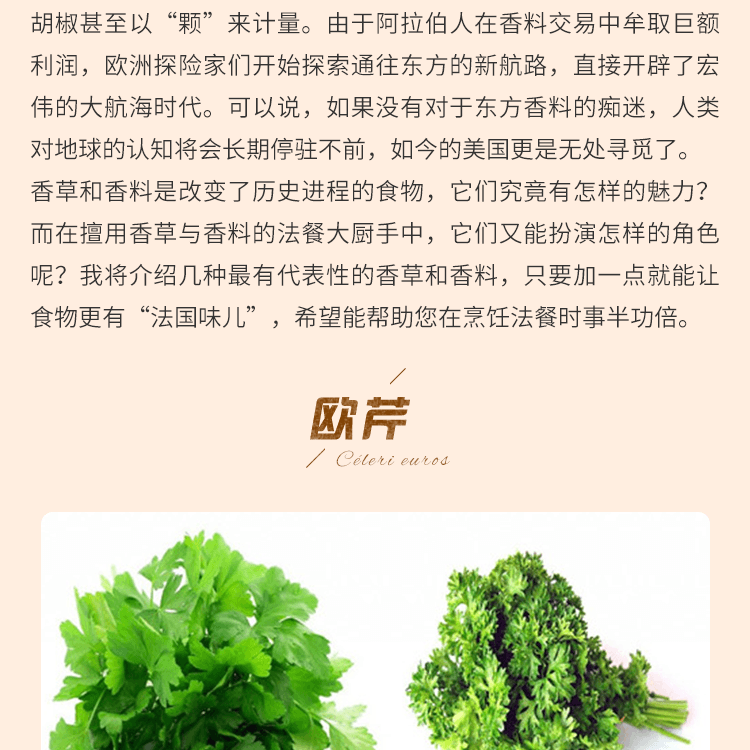 胡椒甚至以“颗”来计量。由于阿拉伯人在香料交易中牟取巨额
利润，欧洲探险家们开始探索通往东方的新航路，直接开辟了宏
伟的大航海时代。可以说，如果没有对于东方香料的痴迷，人类
对地球的认知将会长期停驻不前，如今的美国更是无处寻觅了。
香草和香料是改变了历史进程的食物，它们究竟有怎样的魅力？
而在擅用香草与香料的法餐大厨手中，它们又能扮演怎样的角色
呢？我将介绍几种最有代表性的香草和香料，只要加一点就能让
食物更有“法国味儿”，希望能帮助您在烹饪法餐时事半功倍。
欧芹
Céleri euros